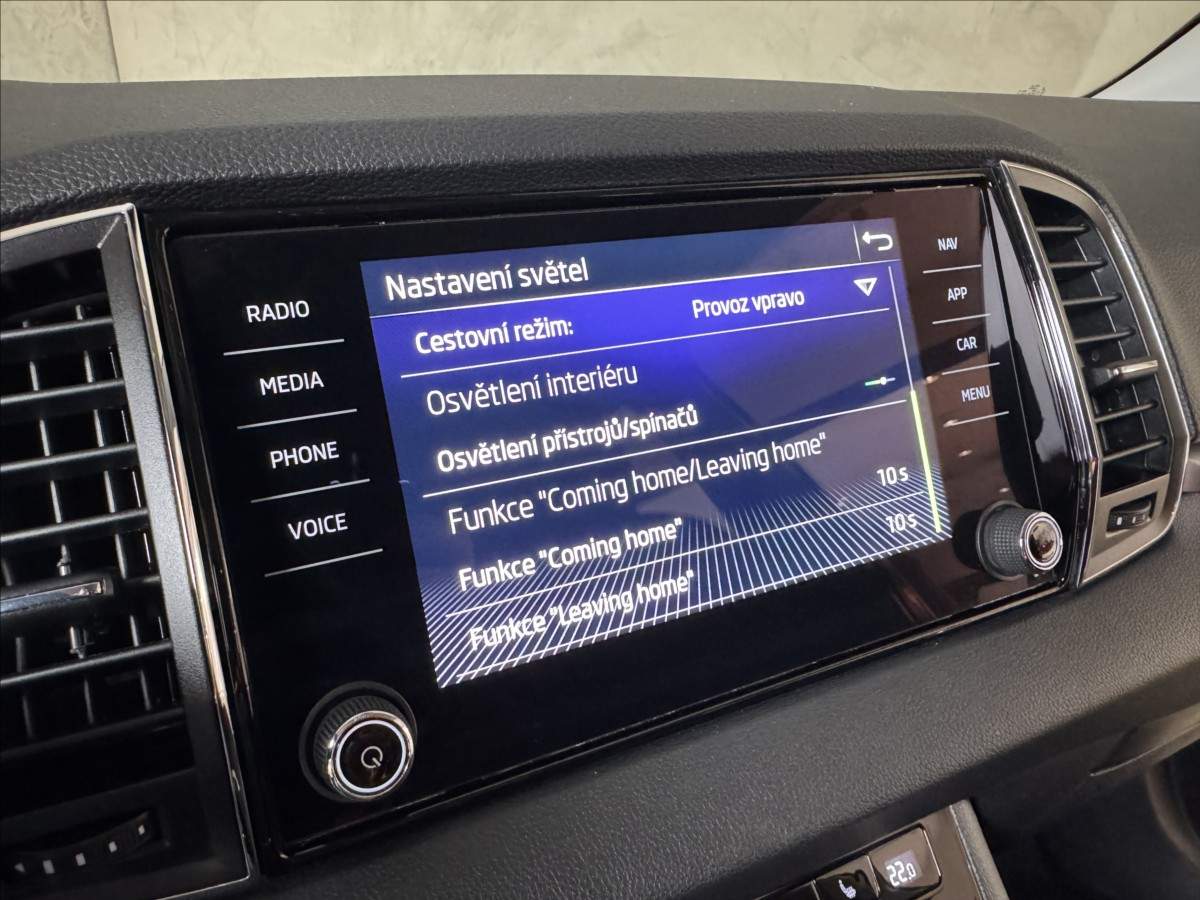 RADIO
MEDIA
PHONE
VOICE
Nastavení světel
Cestovní režim: Provoz vpravo
Osvětlení interiéru
Osvětlení přístrojů/spínačů
Funkce "Coming home/Leaving home"
Funkce "Coming home" 10 s
Funkce "Leaving home" 10 s
NAV
APP
CAR
MENU
22.0